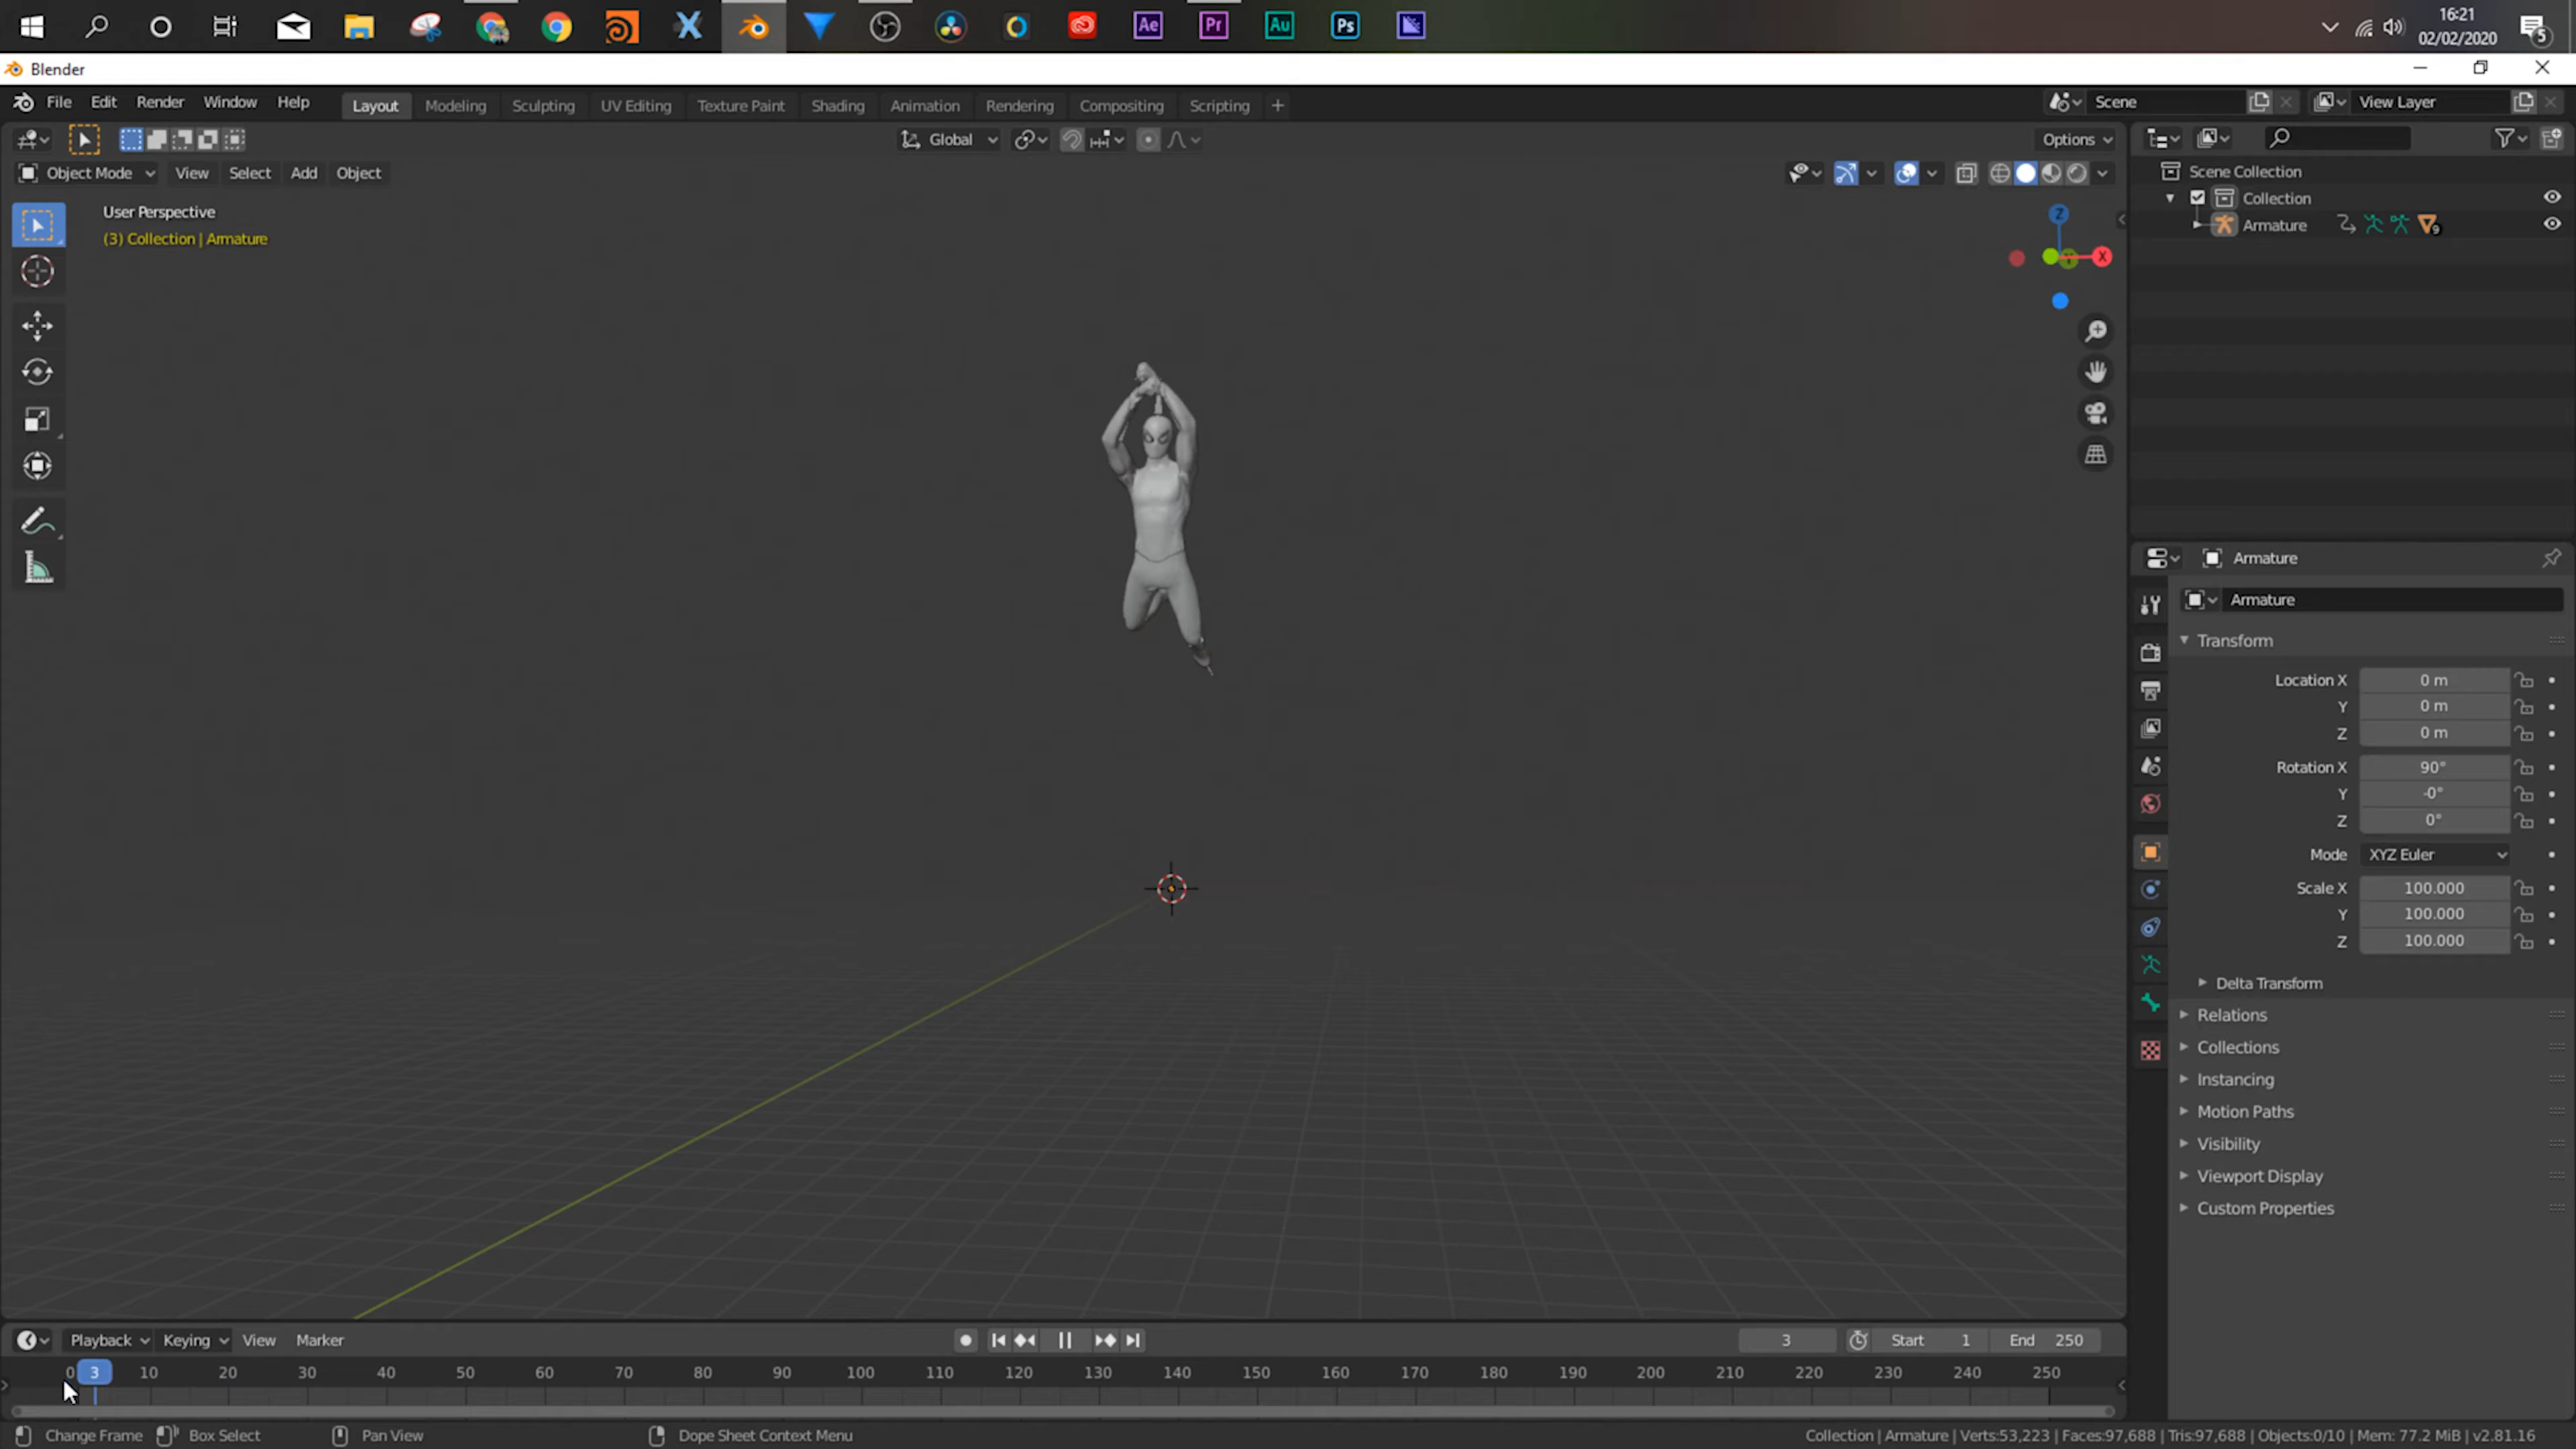 Ae
Pr
Au
Ps
16:21
02/02/2020
5
Blender
File Edit Render Window Help
Layout Modeling Sculpting UV Editing Texture Paint Shading Animation Rendering Compositing Scripting +
Scene
View Layer
Global
Options
Object Mode View Select Add Object
User Perspective
(3) Collection | Armature
Z
X
Scene Collection
Collection
Armature
9
Armature
Armature
Transform
Location X 0 m
Y 0 m
Z 0 m
Rotation X 90°
Y -0°
Z 0°
Mode XYZ Euler
Scale X 100.000
Y 100.000
Z 100.000
Delta Transform
Relations
Collections
Instancing
Motion Paths
Visibility
Viewport Display
Custom Properties
Playback Keying View Marker
3 Start 1 End 250
0 3 10 20 30 40 50 60 70 80 90 100 110 120 130 140 150 160 170 180 190 200 210 220 230 240 250
Change Frame Box Select Pan View Dope Sheet Context Menu
Collection | Armature | Verts:53,223 | Faces:97,688 | Tris:97,688 | Objects:0/10 | Mem: 77.2 MiB | v2.81.16